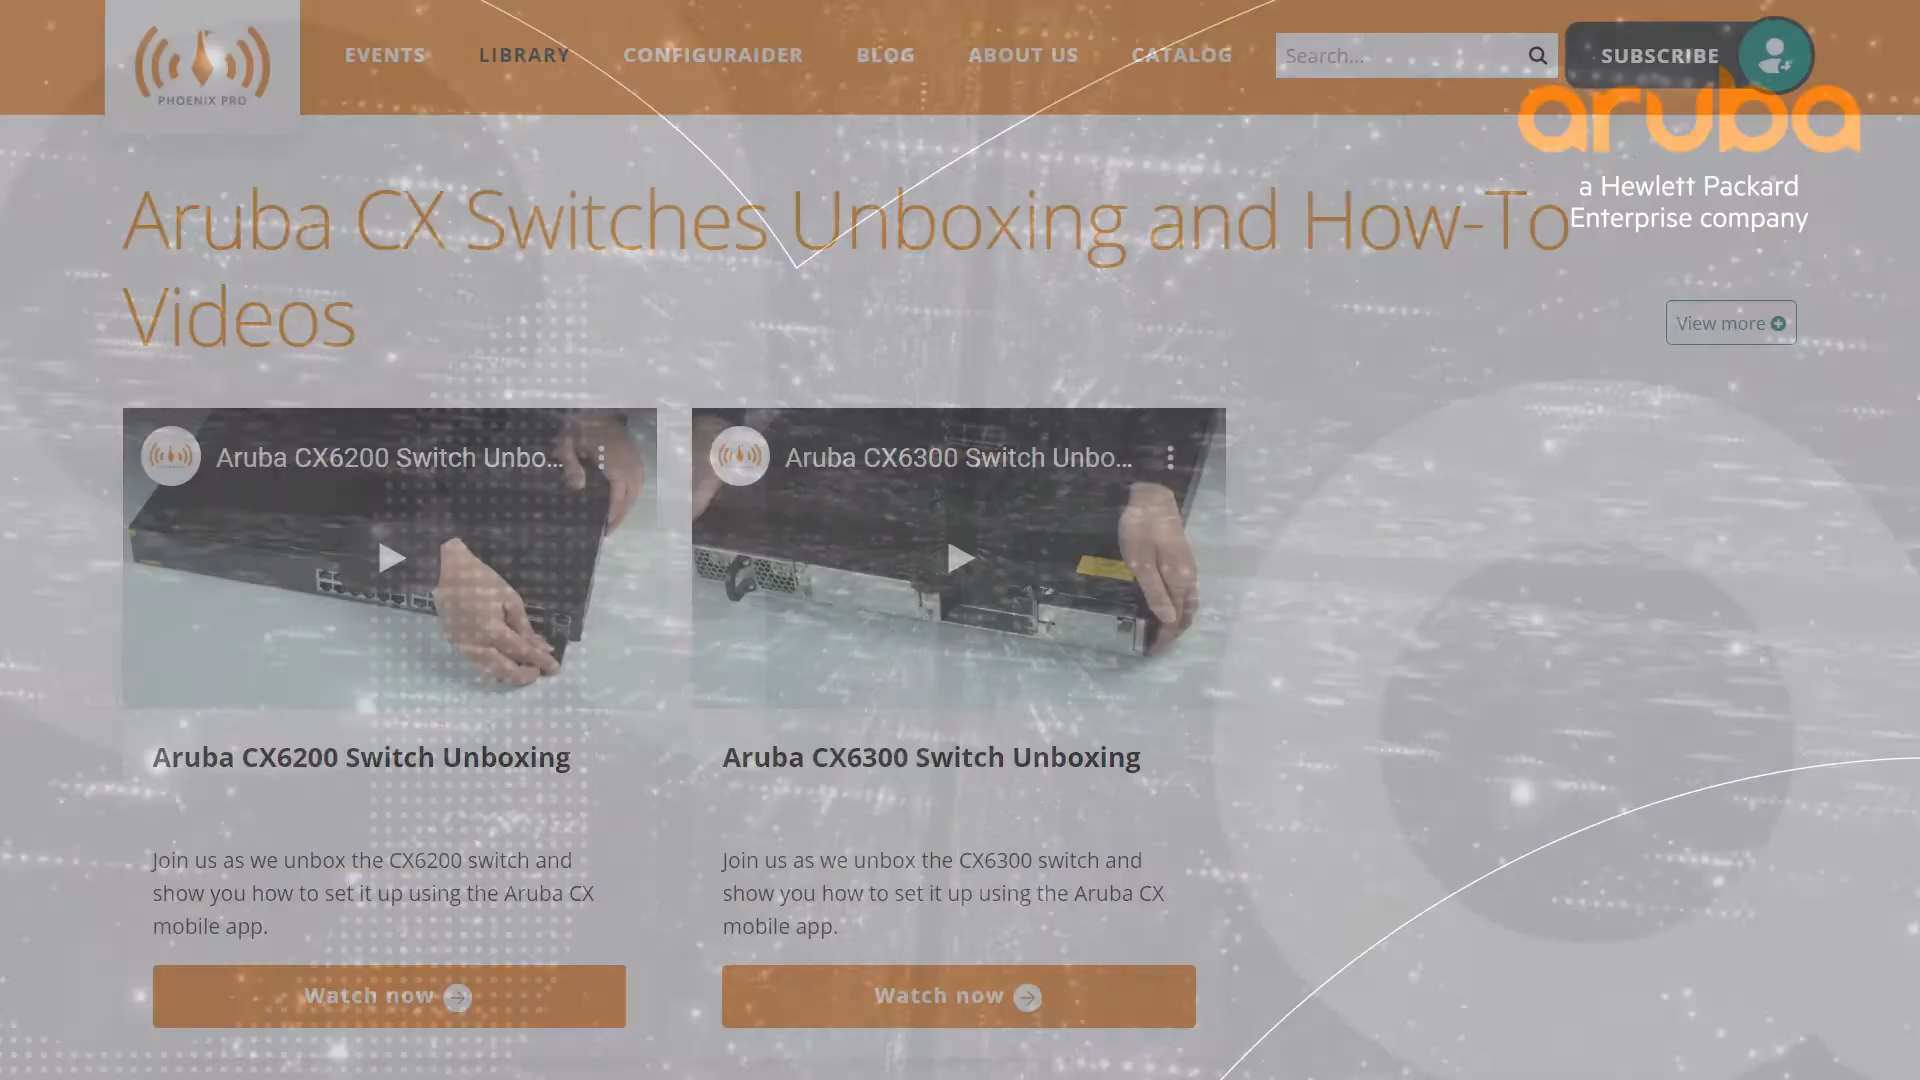 PHOENIX PRO
EVENTS LIBRARY CONFIGURAIDER BLOG ABOUT US CATALOG Search... SUBSCRIBE
aruba
a Hewlett Packard
Enterprise company
Aruba CX Switches Unboxing and How-To
Videos
View more
Aruba CX6200 Switch Unbo...
Aruba CX6300 Switch Unbo...
Aruba CX6200 Switch Unboxing
Join us as we unbox the CX6200 switch and
show you how to set it up using the Aruba CX
mobile app.
Watch now
Aruba CX6300 Switch Unboxing
Join us as we unbox the CX6300 switch and
show you how to set it up using the Aruba CX
mobile app.
Watch now